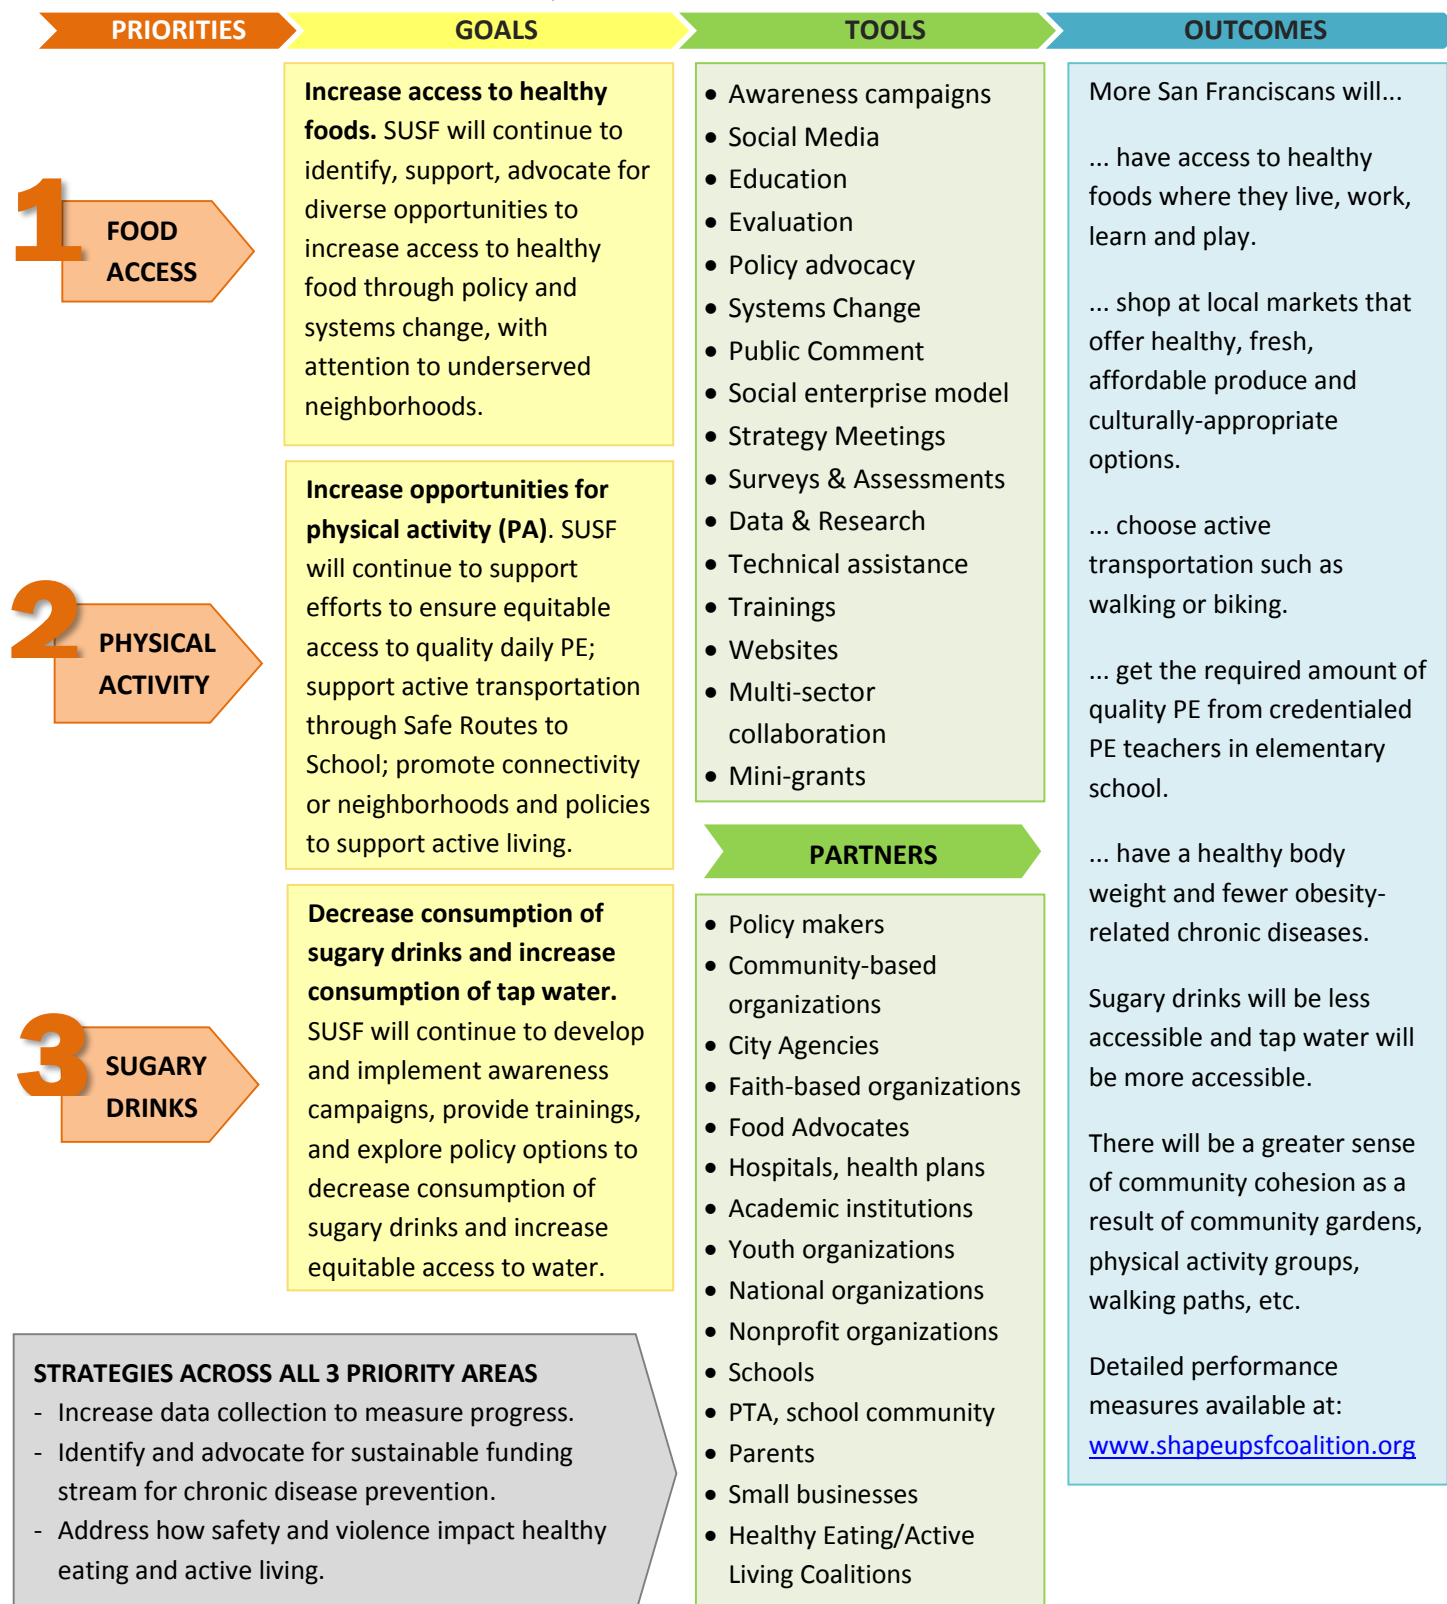 PRIORITIES
GOALS
TOOLS
OUTCOMES
1
FOOD
ACCESS
Increase access to healthy
foods. SUSF will continue to
identify, support, advocate for
diverse opportunities to
increase access to healthy
food through policy and
systems change, with
attention to underserved
neighborhoods.
2
PHYSICAL
ACTIVITY
Increase opportunities for
physical activity (PA). SUSF
will continue to support
efforts to ensure equitable
access to quality daily PE;
support active transportation
through Safe Routes to
School; promote connectivity
or neighborhoods and policies
to support active living.
3
SUGARY
DRINKS
Decrease consumption of
sugary drinks and increase
consumption of tap water.
SUSF will continue to develop
and implement awareness
campaigns, provide trainings,
and explore policy options to
decrease consumption of
sugary drinks and increase
equitable access to water.
STRATEGIES ACROSS ALL 3 PRIORITY AREAS
- Increase data collection to measure progress.
- Identify and advocate for sustainable funding
stream for chronic disease prevention.
- Address how safety and violence impact healthy
eating and active living.
• Awareness campaigns
• Social Media
• Education
• Evaluation
• Policy advocacy
• Systems Change
• Public Comment
• Social enterprise model
• Strategy Meetings
• Surveys & Assessments
• Data & Research
• Technical assistance
• Trainings
• Websites
• Multi-sector
collaboration
• Mini-grants
PARTNERS
• Policy makers
• Community-based
organizations
• City Agencies
• Faith-based organizations
• Food Advocates
• Hospitals, health plans
• Academic institutions
• Youth organizations
• National organizations
• Nonprofit organizations
• Schools
• PTA, school community
• Parents
• Small businesses
• Healthy Eating/Active
Living Coalitions
More San Franciscans will...
... have access to healthy
foods where they live, work,
learn and play.
... shop at local markets that
offer healthy, fresh,
affordable produce and
culturally-appropriate
options.
... choose active
transportation such as
walking or biking.
... get the required amount of
quality PE from credentialed
PE teachers in elementary
school.
... have a healthy body
weight and fewer obesity-
related chronic diseases.
Sugary drinks will be less
accessible and tap water will
be more accessible.
There will be a greater sense
of community cohesion as a
result of community gardens,
physical activity groups,
walking paths, etc.
Detailed performance
measures available at:
www.shapeupsfcoalition.org